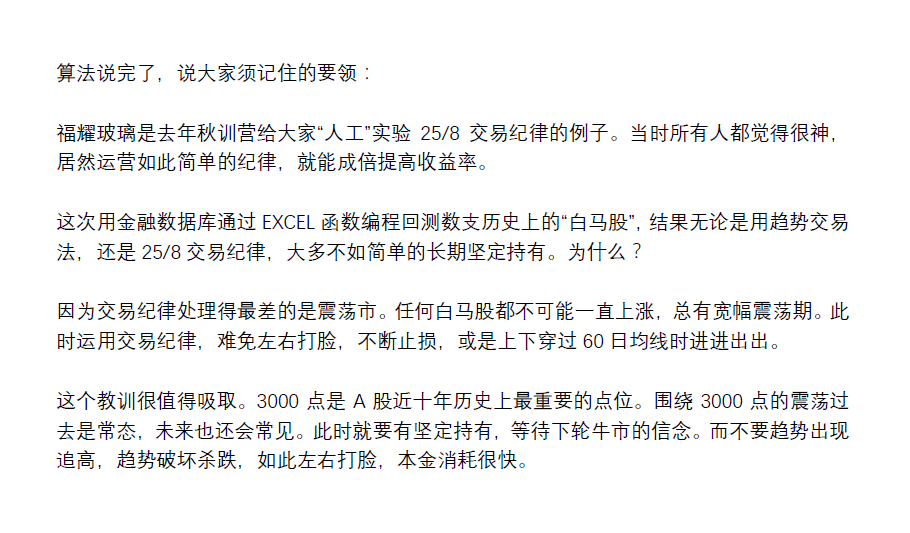 算法说完了，说大家须记住的要领：
福耀玻璃是去年秋训营给大家“人工”实验 25/8 交易纪律的例子。当时所有人都觉得很神，
居然运营如此简单的纪律，就能成倍提高收益率。
这次用金融数据库通过 EXCEL 函数编程回测数支历史上的“白马股”，结果无论是用趋势交易
法，还是 25/8 交易纪律，大多不如简单的长期坚定持有。为什么？
因为交易纪律处理得最差的是震荡市。任何白马股都不可能一直上涨，总有宽幅震荡期。此
时运用交易纪律，难免左右打脸，不断止损，或是上下穿过 60 日均线时进进出出。
这个教训很值得吸取。3000 点是 A 股近十年历史上最重要的点位。围绕 3000 点的震荡过
去是常态，未来也还会常见。此时就要有坚定持有，等待下轮牛市的信念。而不要趋势出现
追高，趋势破坏杀跌，如此左右打脸，本金消耗很快。